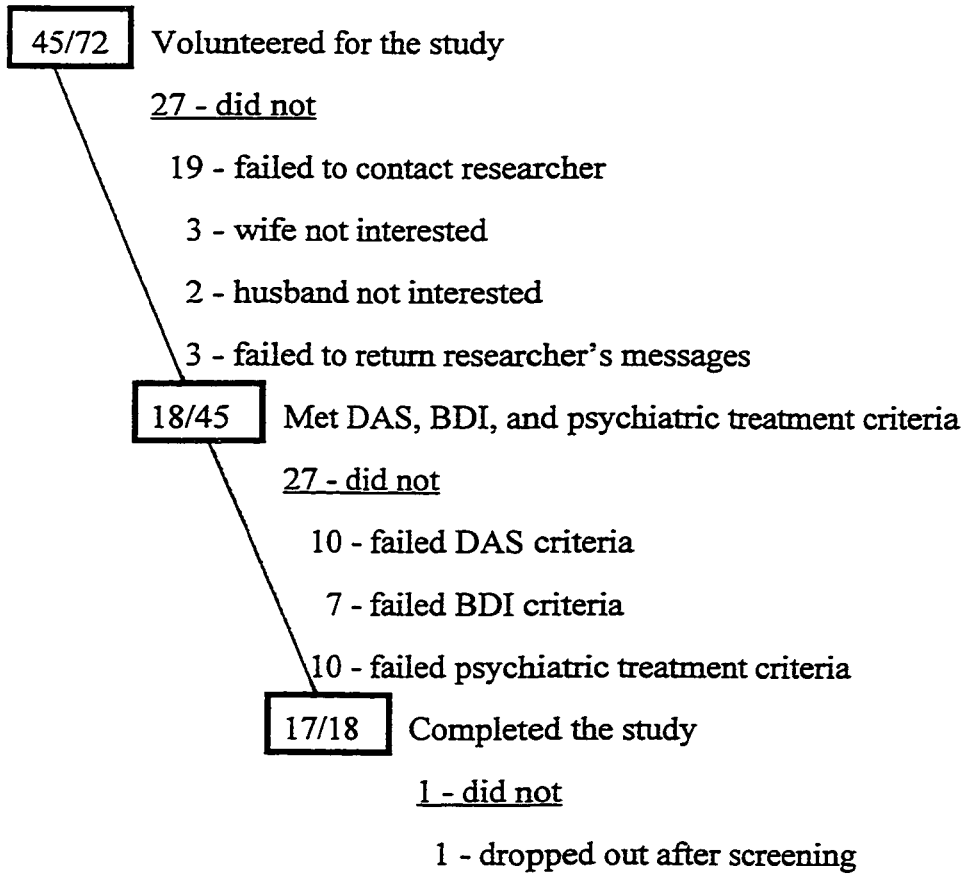 45/72 Volunteered for the study
27 - did not
19 - failed to contact researcher
3 - wife not interested
2 - husband not interested
3 - failed to return researcher's messages
18/45 Met DAS, BDI, and psychiatric treatment criteria
27 - did not
10 - failed DAS criteria
7 - failed BDI criteria
10 - failed psychiatric treatment criteria
17/18 Completed the study
1 - did not
1 - dropped out after screening